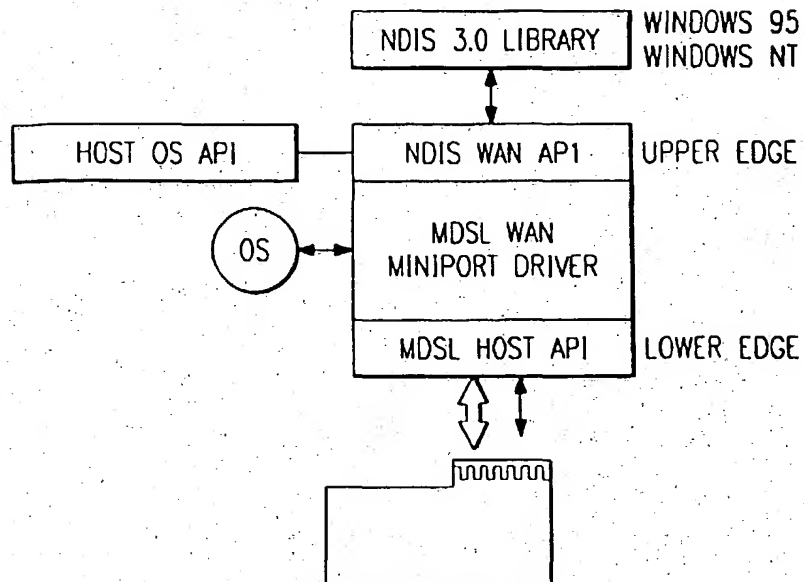 NDIS 3.0 LIBRARY
WINDOWS 95
WINDOWS NT
HOST OS API
NDIS WAN AP1
UPPER EDGE
OS
MDSL WAN
MINIPORT DRIVER
MDSL HOST API
LOWER EDGE